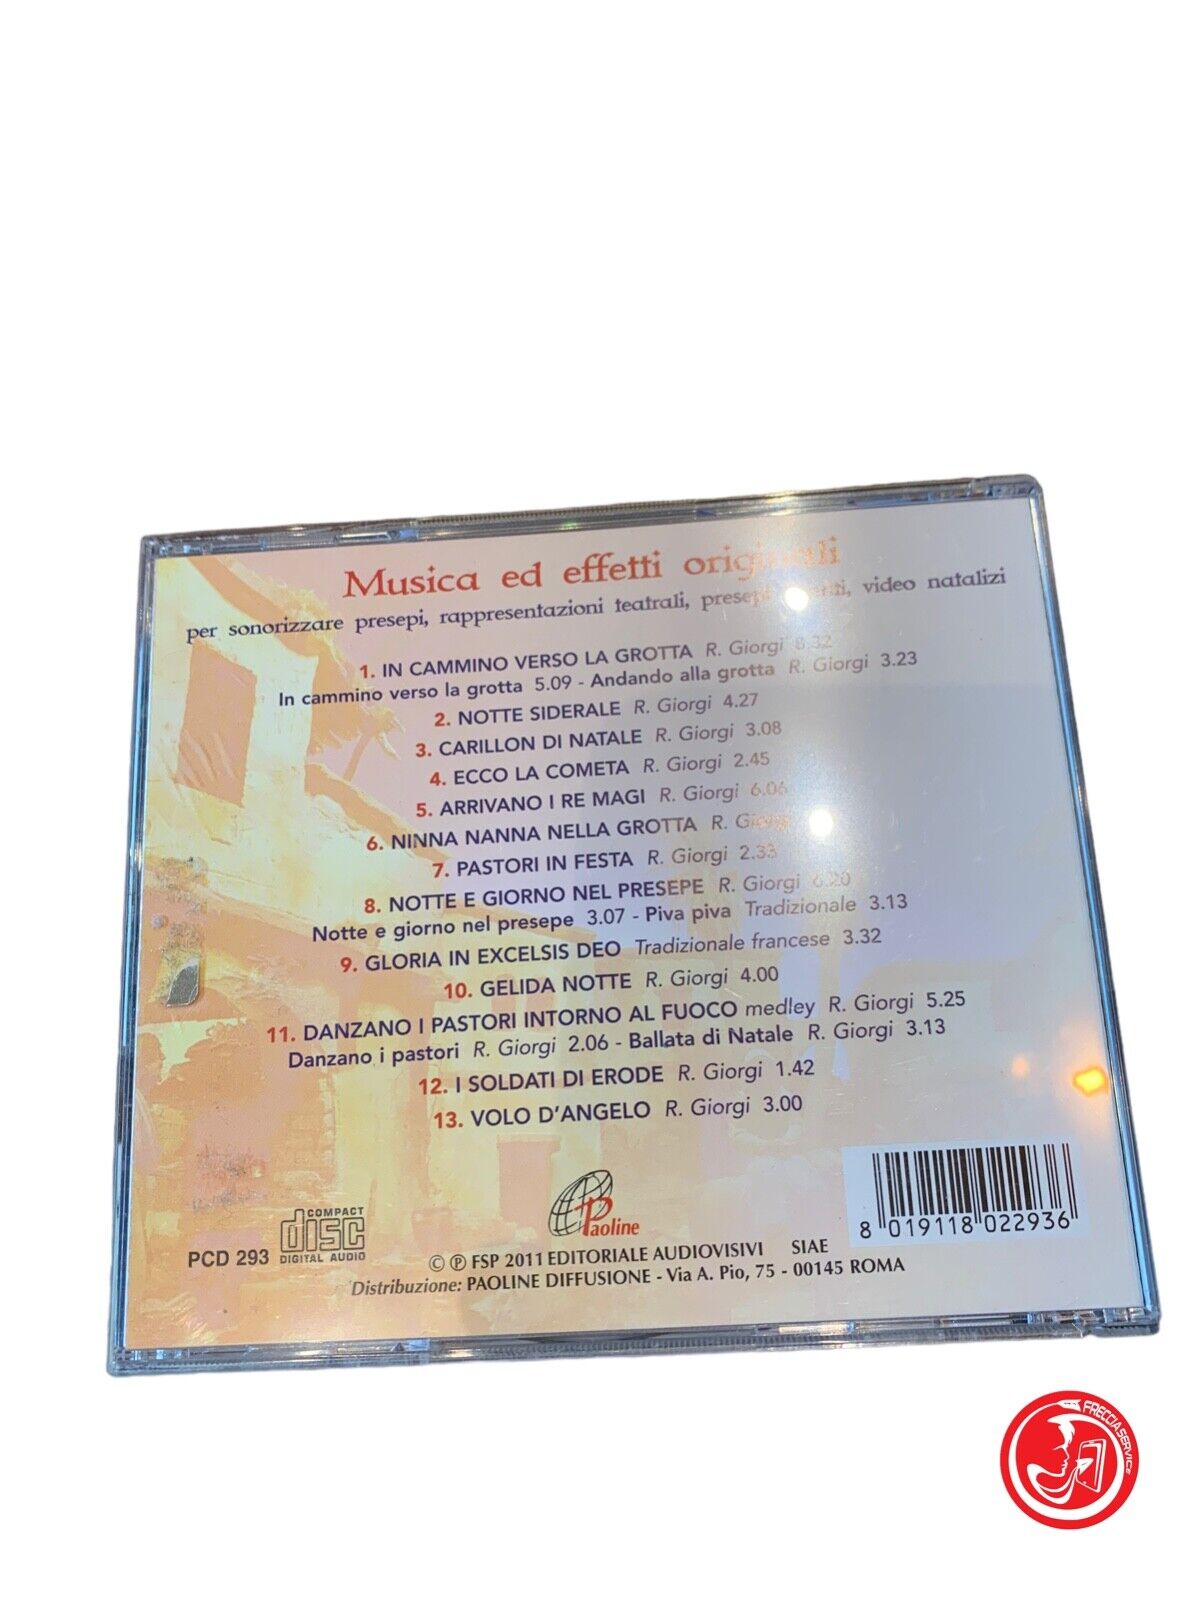 Musica ed effetti originali
per sonorizzare presepi, rappresentazioni teatrali, presepi viventi, video natalizi
1. IN CAMMINO VERSO LA GROTTA R. Giorgi 8.32
In cammino verso la grotta 5.09 - Andando alla grotta R. Giorgi 3.23
2. NOTTE SIDERALE R. Giorgi 4.27
3. CARILLON DI NATALE R. Giorgi 3.08
4. ECCO LA COMETA R. Giorgi 2.45
5. ARRIVANO I RE MAGI R. Giorgi 6.06
6. NINNA NANNA NELLA GROTTA R. Giorgi
7. PASTORI IN FESTA R. Giorgi 2.33
8. NOTTE E GIORNO NEL PRESEPE R. Giorgi 6.20
Notte e giorno nel presepe 3.07 - Piva piva Tradizionale 3.13
9. GLORIA IN EXCELSIS DEO Tradizionale francese 3.32
10. GELIDA NOTTE R. Giorgi 4.00
11. DANZANO I PASTORI INTORNO AL FUOCO medley R. Giorgi 5.25
Danzano i pastori R. Giorgi 2.06 - Ballata di Natale R. Giorgi 3.13
12. I SOLDATI DI ERODE R. Giorgi 1.42
13. VOLO D'ANGELO R. Giorgi 3.00
PCD 293
COMPACT
disc
DIGITAL AUDIO
Paoline
8 019118 022936
© ℗ FSP 2011 EDITORIALE AUDIOVISIVI SIAE
Distribuzione: PAOLINE DIFFUSIONE - Via A. Pio, 75 - 00145 ROMA
FRECCIA SERVICE